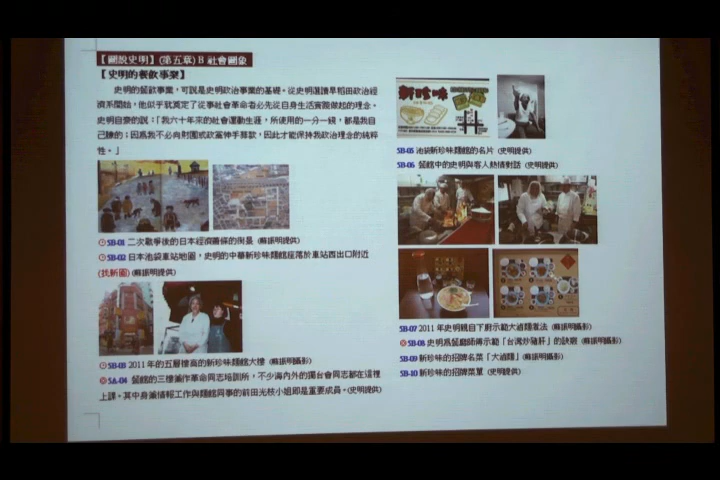 【圖說史明】(第五章) B 社會圖象
【史明的餐飲事業】
史明的餐飲事業，可說是史明政治事業的基礎。從史明選讀早稻田政治經
濟系開始，他似乎就奠定了從事社會革命者必先從自身生活實踐做起的理念。
史明自豪的說：「我六十年來的社會運動生涯，所使用的一分一錢，都是我自
己賺的；因為我不必向財團或政黨伸手募款，因此才能保持我政治理念的純粹
性。」
5B-01 二次戰爭後的日本經濟蕭條的街景 (蘇振明提供)
5B-02 日本池袋車站地圖，史明的中華新珍味麵館座落於車站西出口附近
(找新圖) (蘇振明提供)
5B-03 2011 年的五層樓高的新珍味麵館大樓 (蘇振明攝影)
5A-04 餐館的三樓兼作革命同志培訓所，不少海內外的獨台會同志都在這裡
上課。其中身兼情報工作與麵館同事的前田光枝小姐即是重要成員。(史明提供)
新珍味
5B-05 池袋新珍味麵館的名片 (史明提供)
5B-06 餐館中的史明與客人熱情對話 (史明提供)
5B-07 2011 年史明親自下廚示範大滷麵煮法 (蘇振明攝影)
5B-08 史明為餐廳師傅示範「台灣炒豬肝」的訣竅 (蘇振明攝影)
5B-09 新珍味的招牌名菜「大滷麵」(蘇振明攝影)
5B-10 新珍味的招牌菜單 (史明提供)